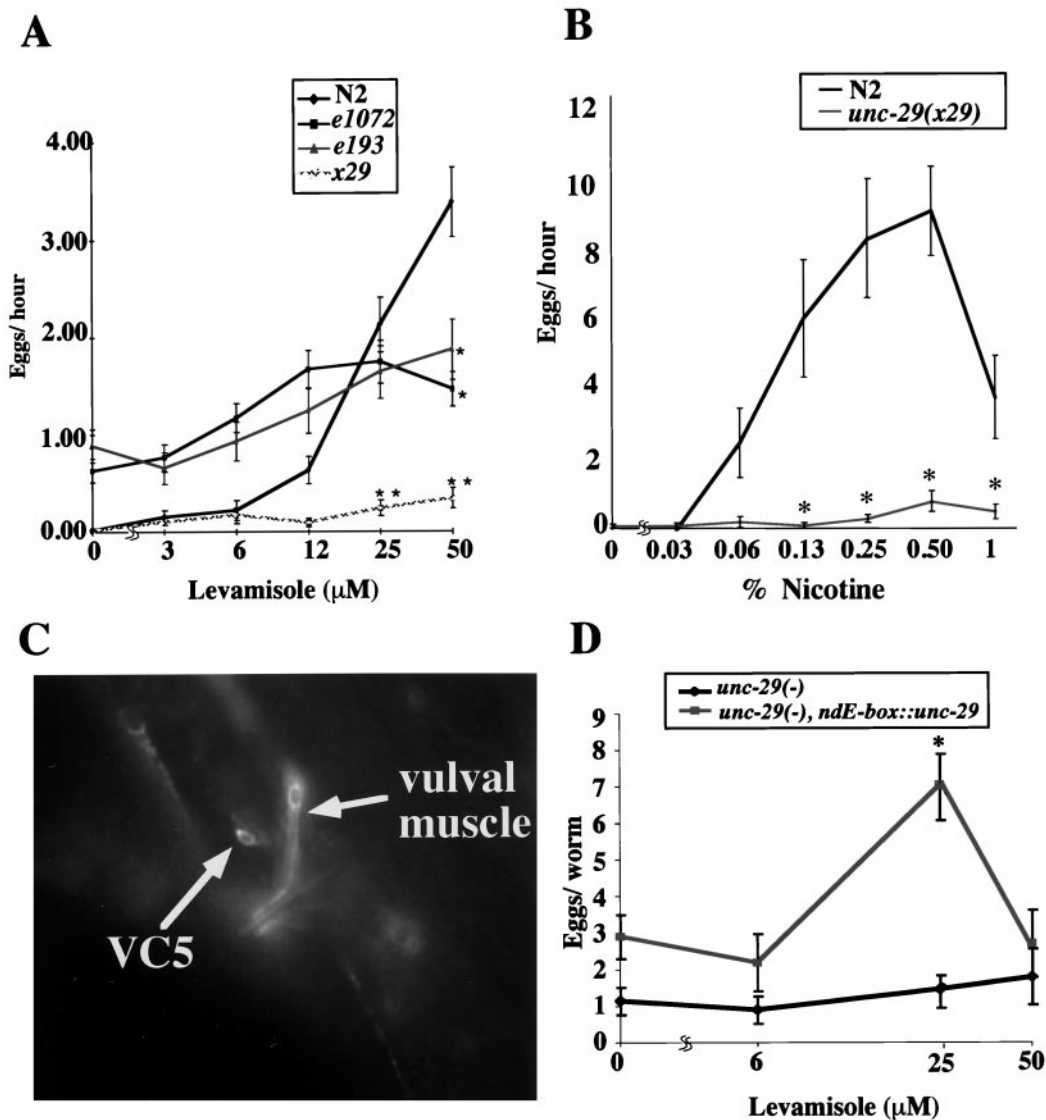 A
N2
e1072
e193
x29
4.00
3.00
2.00
1.00
0.00
Eggs/ hour
0 3 6 12 25 50
Levamisole (μM)
*
*
* *
* *
B
N2
unc-29(x29)
12
10
8
6
4
2
0
Eggs/ hour
0 0.03 0.06 0.13 0.25 0.50 1
% Nicotine
* * * *
C
vulval
muscle
VC5
D
unc-29(-)
unc-29(-), ndE-box::unc-29
9
8
7
6
5
4
3
2
1
0
Eggs/ worm
*
0 6 25 50
Levamisole (μM)